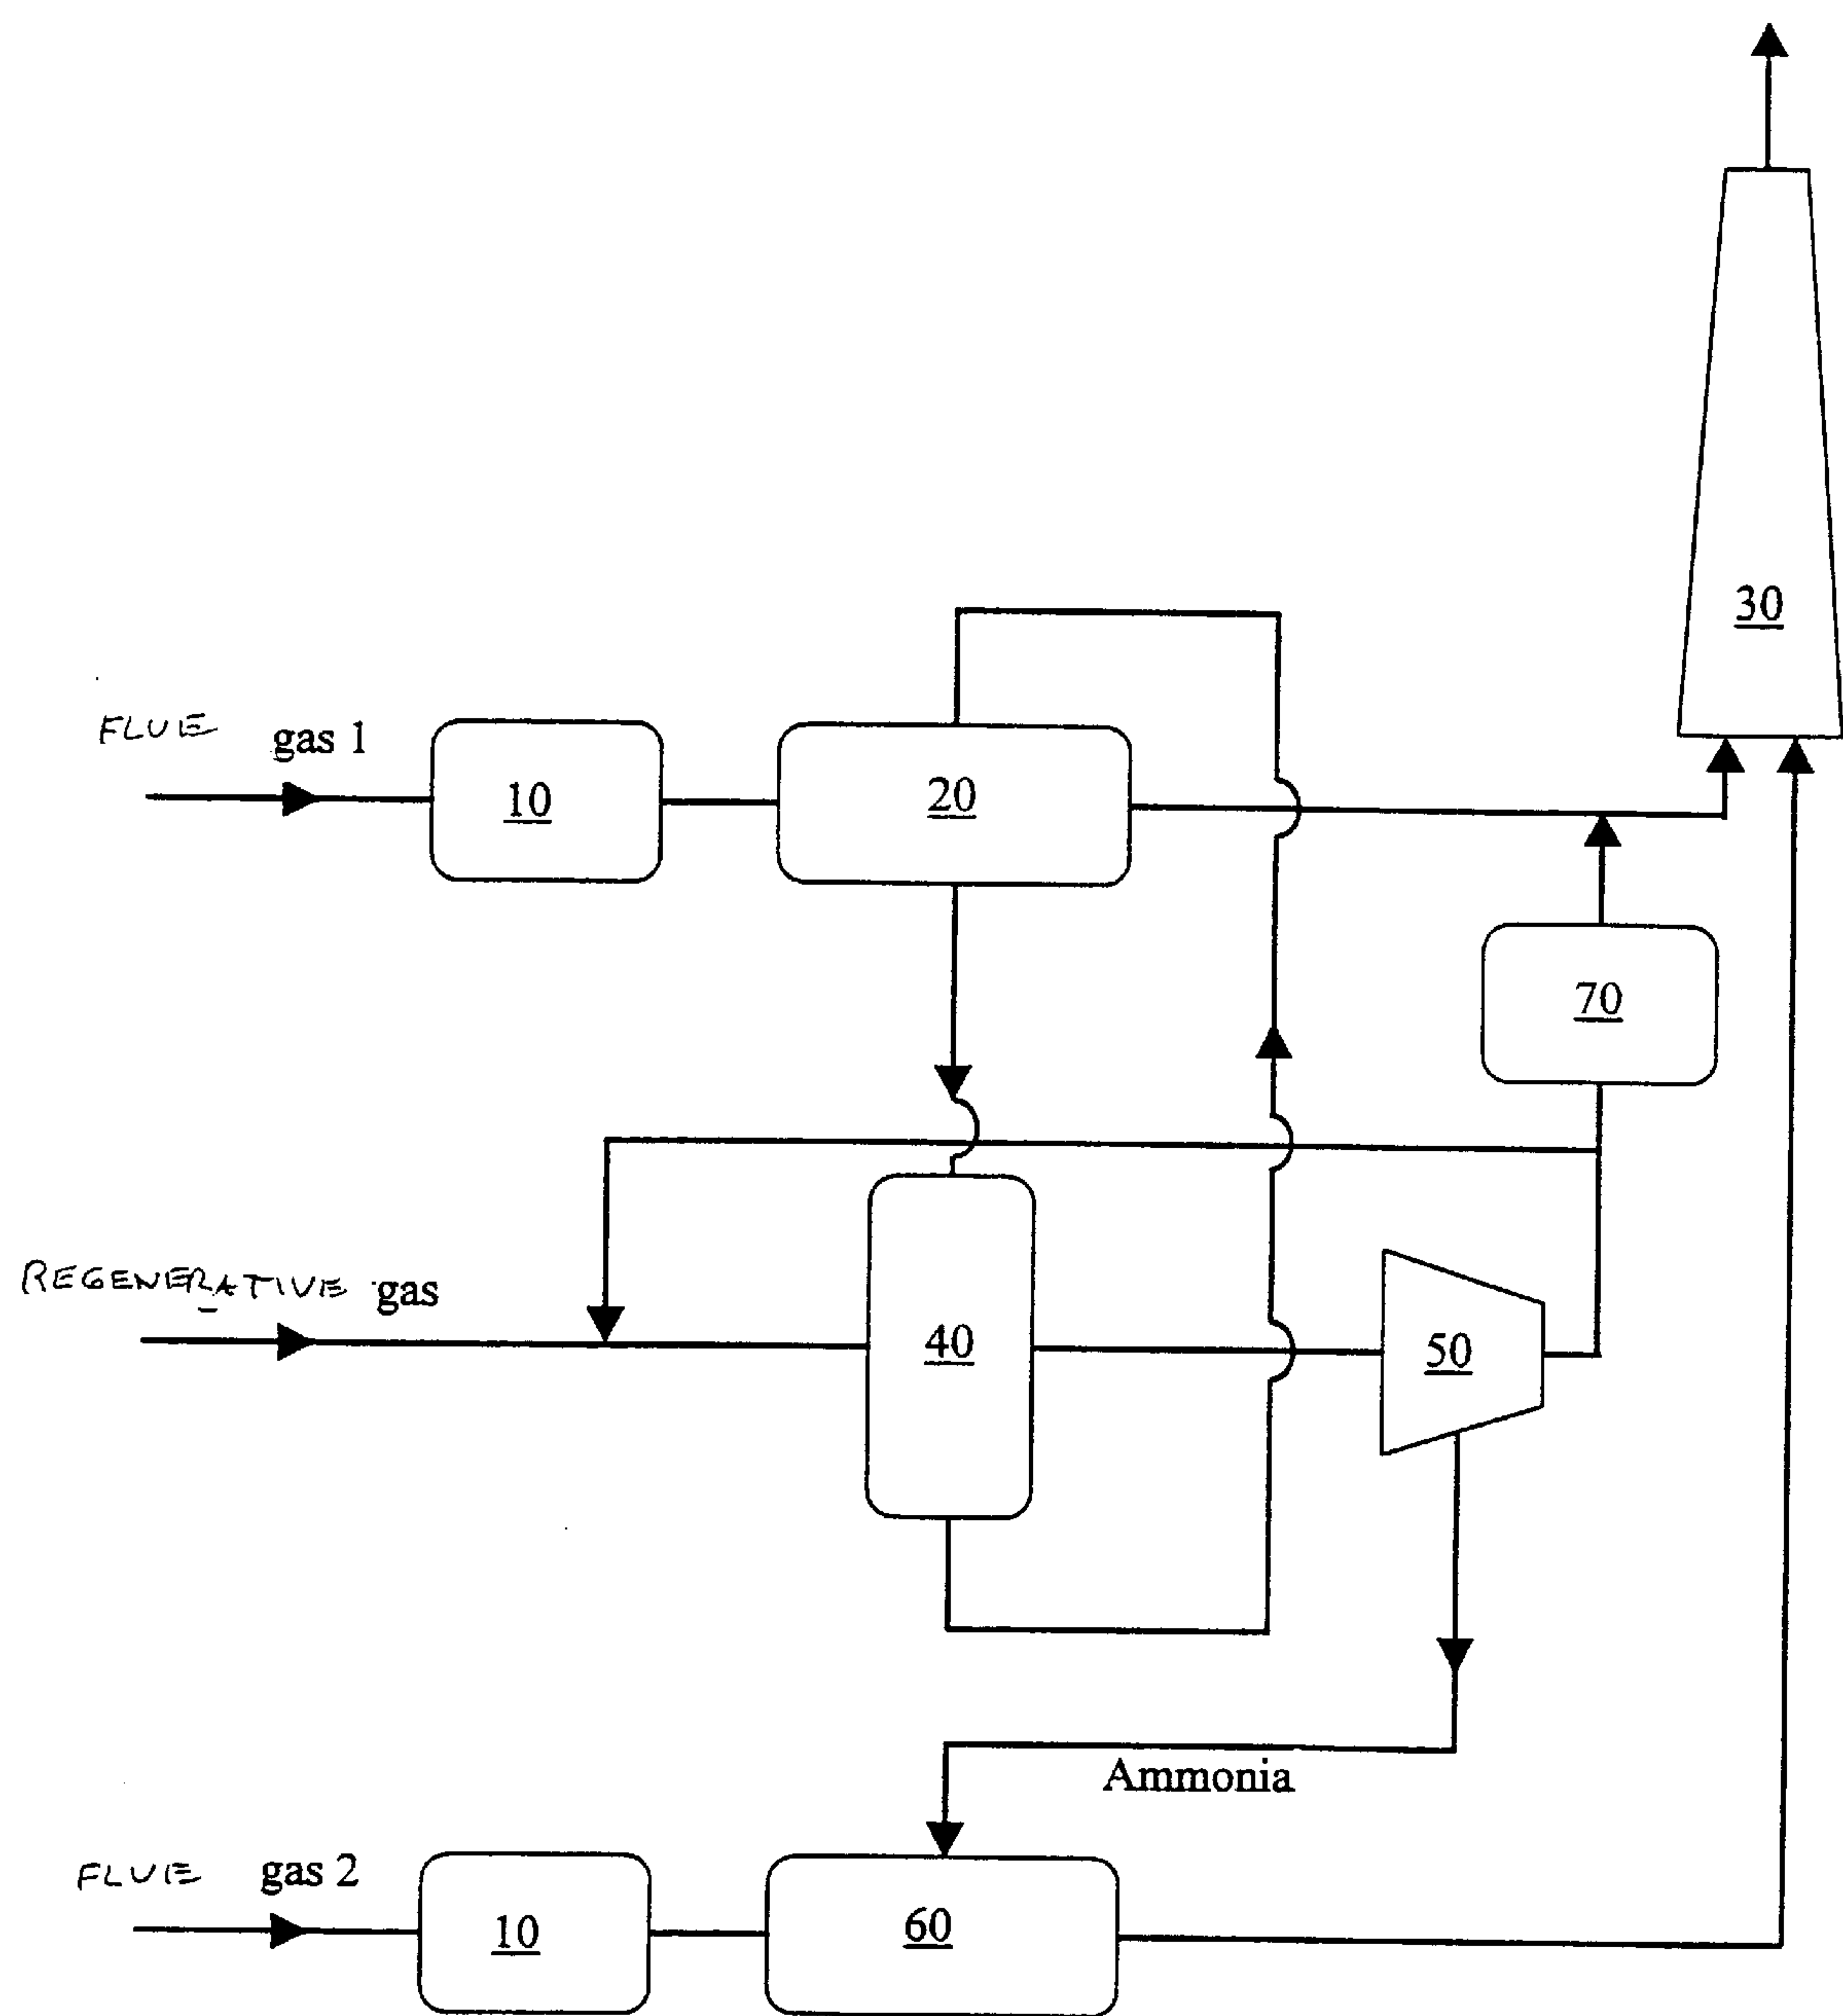 30
FLUE gas 1
10
20
70
REGENERATIVE gas
40
50
Ammonia
FLUE gas 2
10
60